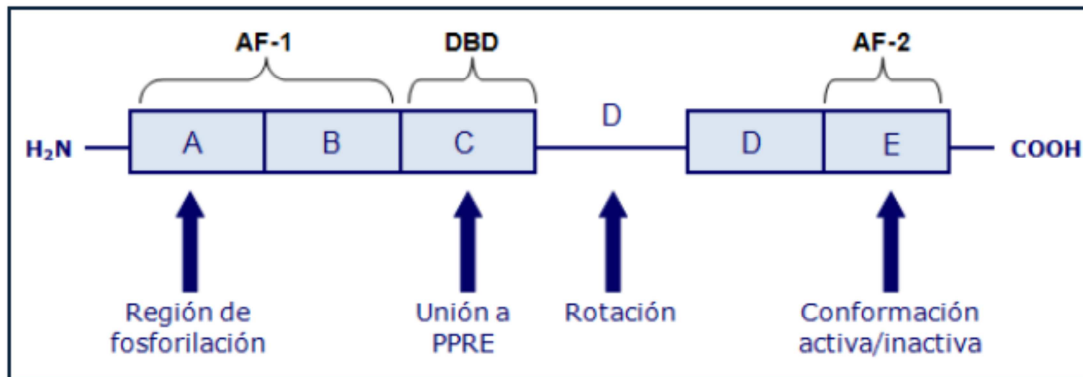 AF-1 DBD AF-2
D
H₂N A B C D E COOH
Región de Unión a Rotación Conformación
fosforilación PPRE activa/inactiva